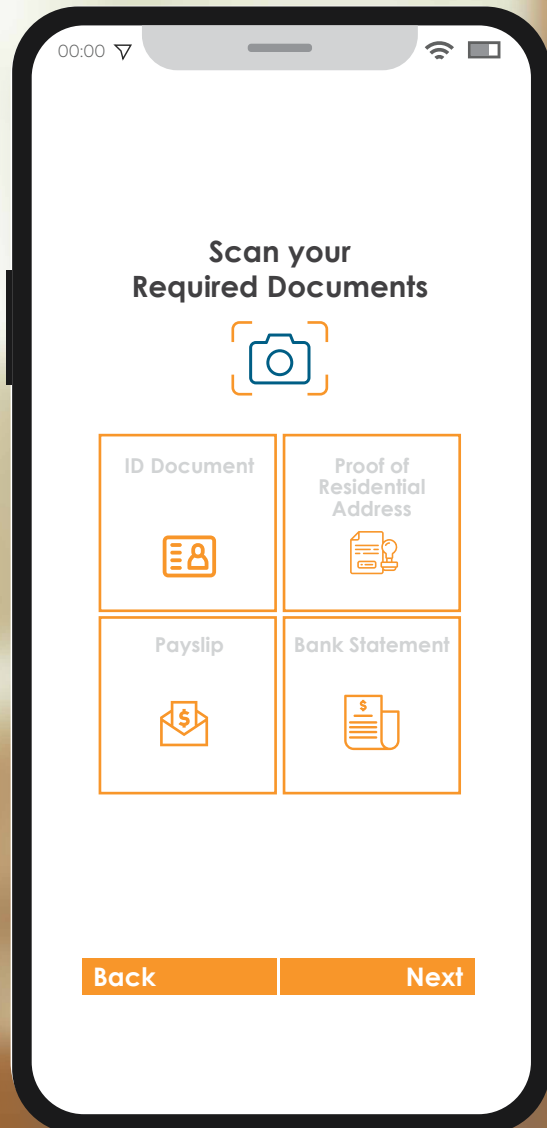 00:00
Scan your
Required Documents
ID Document
Proof of
Residential
Address
Payslip
Bank Statement
$
$
Back
Next